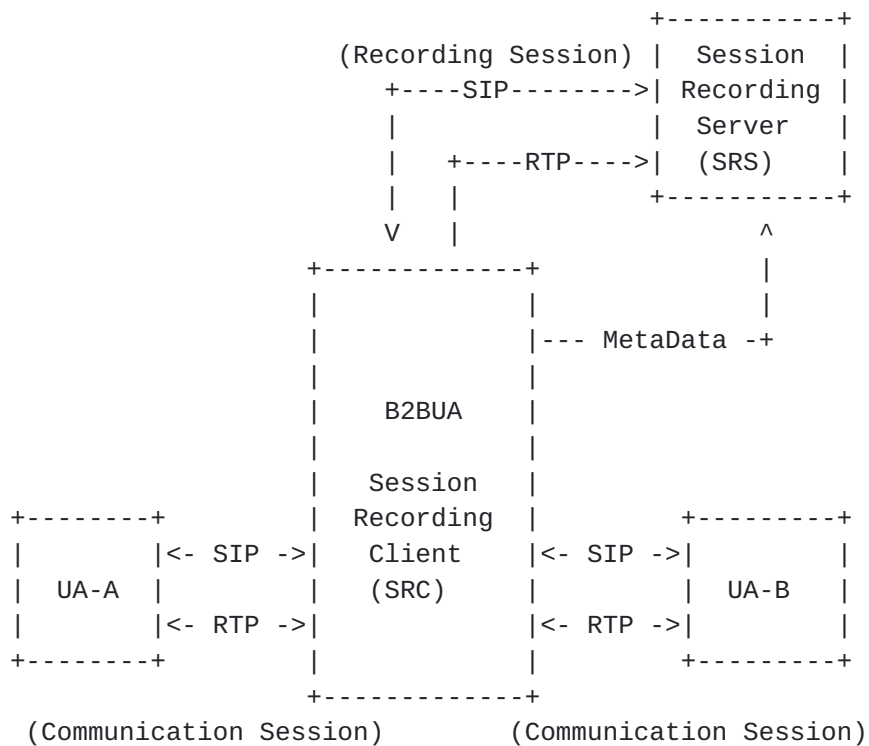 (Recording Session) Session
SIP Recording
Server
RTP (SRS)
MetaData
B2BUA
Session
Recording
SIP Client SIP
UA-A (SRC) UA-B
RTP RTP
(Communication Session) (Communication Session)